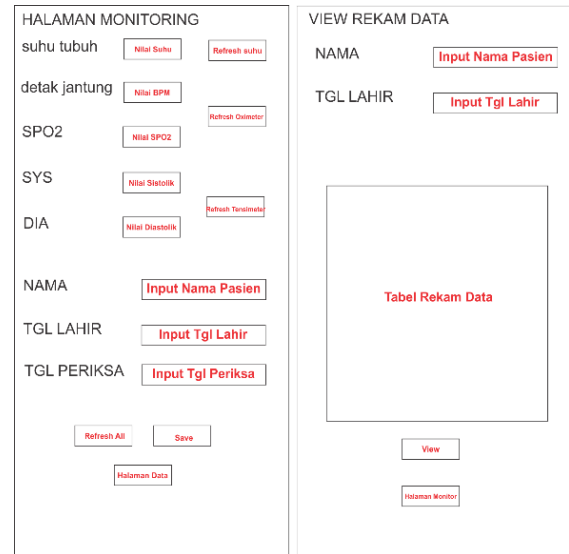 HALAMAN MONITORING
suhu tubuh
Nilai Suhu
Refresh suhu
detak jantung
Nilai BPM
Refresh Oximeter
SPO2
Nilai SPO2
SYS
Nilai Sistolik
Refresh Tensimeter
DIA
Nilai Diastolik
NAMA
Input Nama Pasien
TGL LAHIR
Input Tgl Lahir
TGL PERIKSA
Input Tgl Periksa
Refresh All
Save
Halaman Data
VIEW REKAM DATA
NAMA
Input Nama Pasien
TGL LAHIR
Input Tgl Lahir
Tabel Rekam Data
View
Halaman Monitor